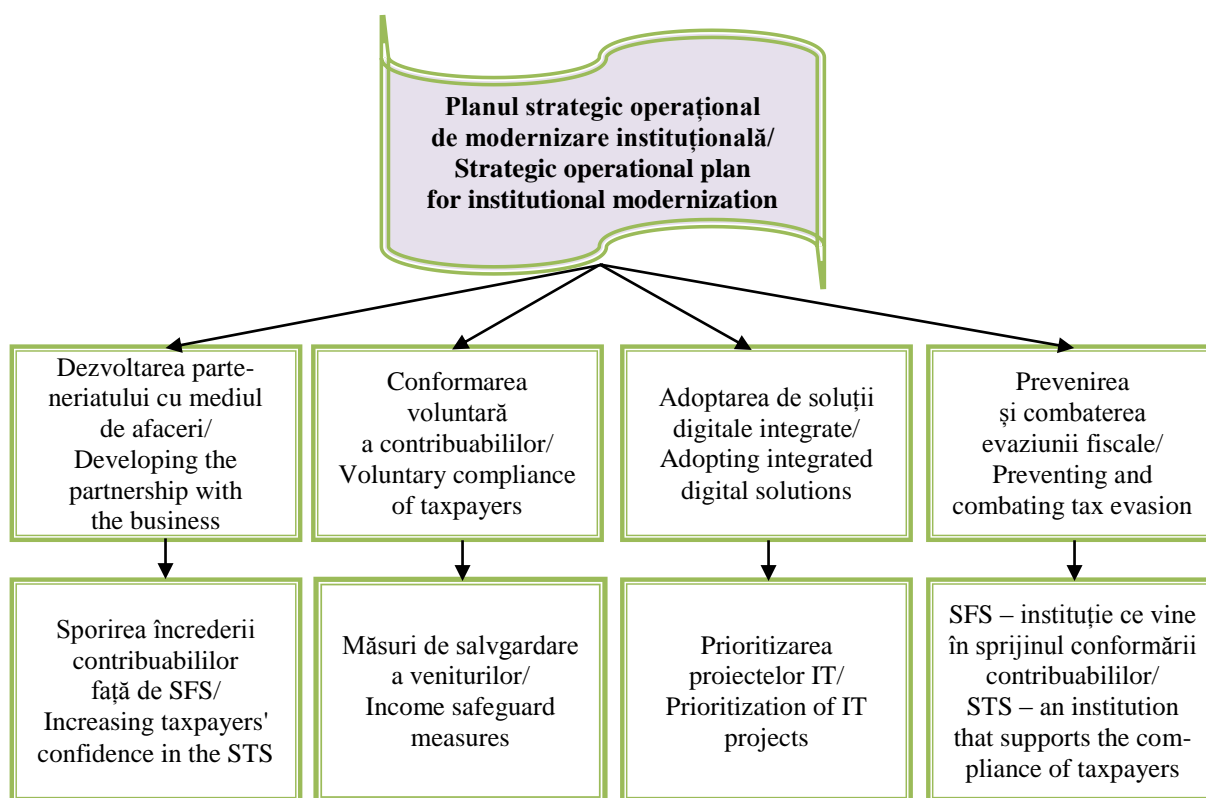 Planul strategic operațional
de modernizare instituțională/
Strategic operational plan
for institutional modernization
Dezvoltarea parte-
neriatului cu mediul
de afaceri/
Developing the
partnership with
the business
Conformarea
voluntară
a contribuabililor/
Voluntary compliance
of taxpayers
Adoptarea de soluții
digitale integrate/
Adopting integrated
digital solutions
Prevenirea
și combaterea
evaziunii fiscale/
Preventing and
combating tax evasion
Sporirea încrederii
contribuabililor
față de SFS/
Increasing taxpayers'
confidence in the STS
Măsuri de salvgardare
a veniturilor/
Income safeguard
measures
Prioritizarea
proiectelor IT/
Prioritization of IT
projects
SFS – instituție ce vine
în sprijinul conformării
contribuabililor/
STS – an institution
that supports the com-
pliance of taxpayers